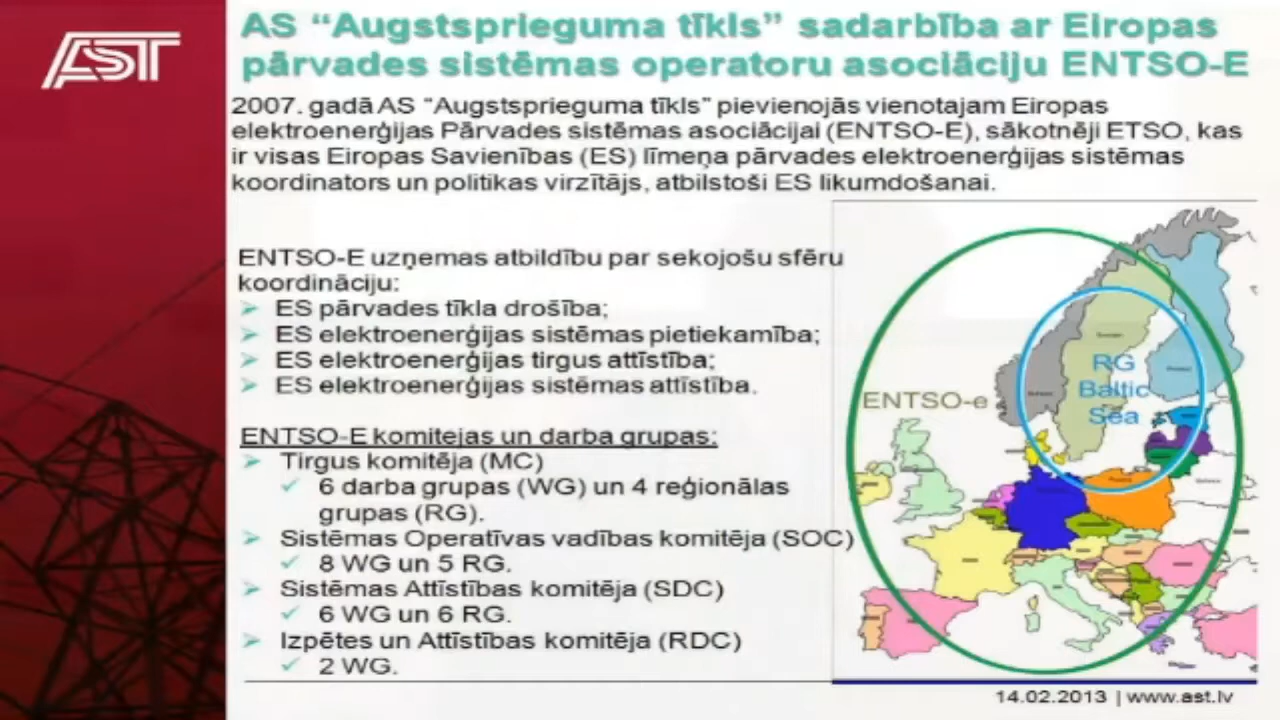 AST
AS “Augstsprieguma tīkls” sadarbība ar Eiropas
pārvades sistēmas operatoru asociāciju ENTSO-E
2007. gadā AS “Augstsprieguma tīkls” pievienojās vienotajam Eiropas
elektroenerģijas Pārvades sistēmas asociācijai (ENTSO-E), sākotnēji ETSO, kas
ir visas Eiropas Savienības (ES) līmeņa pārvades elektroenerģijas sistēmas
koordinators un politikas virzītājs, atbilstoši ES likumdošanai.
ENTSO-E uzņemas atbildību par sekojošu sfēru
koordināciju:
ES pārvades tīkla drošība;
ES elektroenerģijas sistēmas pietiekamība;
ES elektroenerģijas tirgus attīstība;
ES elektroenerģijas sistēmas attīstība.
ENTSO-E komitejas un darba grupas:
Tirgus komitēja (MC)
6 darba grupas (WG) un 4 reģionālas
grupas (RG).
Sistēmas Operatīvas vadības komitēja (SOC)
8 WG un 5 RG.
Sistēmas Attīstības komitēja (SDC)
6 WG un 6 RG.
Izpētes un Attīstības komitēja (RDC)
2 WG.
ENTSO-e
RG
Baltic
Sea
14.02.2013 | www.ast.lv